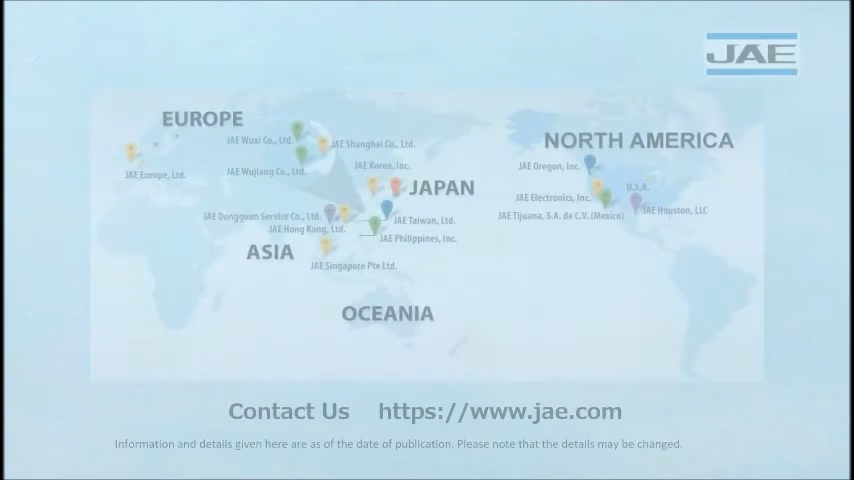 JAE
EUROPE
JAE Wuxi Co., Ltd.
JAE Shanghai Co., Ltd.
NORTH AMERICA
JAE Europe, Ltd.
JAE Wujiang Co., Ltd.
JAE Korea, Inc.
JAPAN
JAE Oregon, Inc.
U.S.A.
JAE Electronics, Inc.
JAE Houston, LLC
JAE Tijuana, S.A. de C.V. (Mexico)
JAE Dongguan Service Co., Ltd.
JAE Hong Kong, Ltd.
JAE Taiwan, Ltd.
JAE Philippines, Inc.
ASIA
JAE Singapore Pte Ltd.
OCEANIA
Contact Us https://www.jae.com
Information and details given here are as of the date of publication. Please note that the details may be changed.